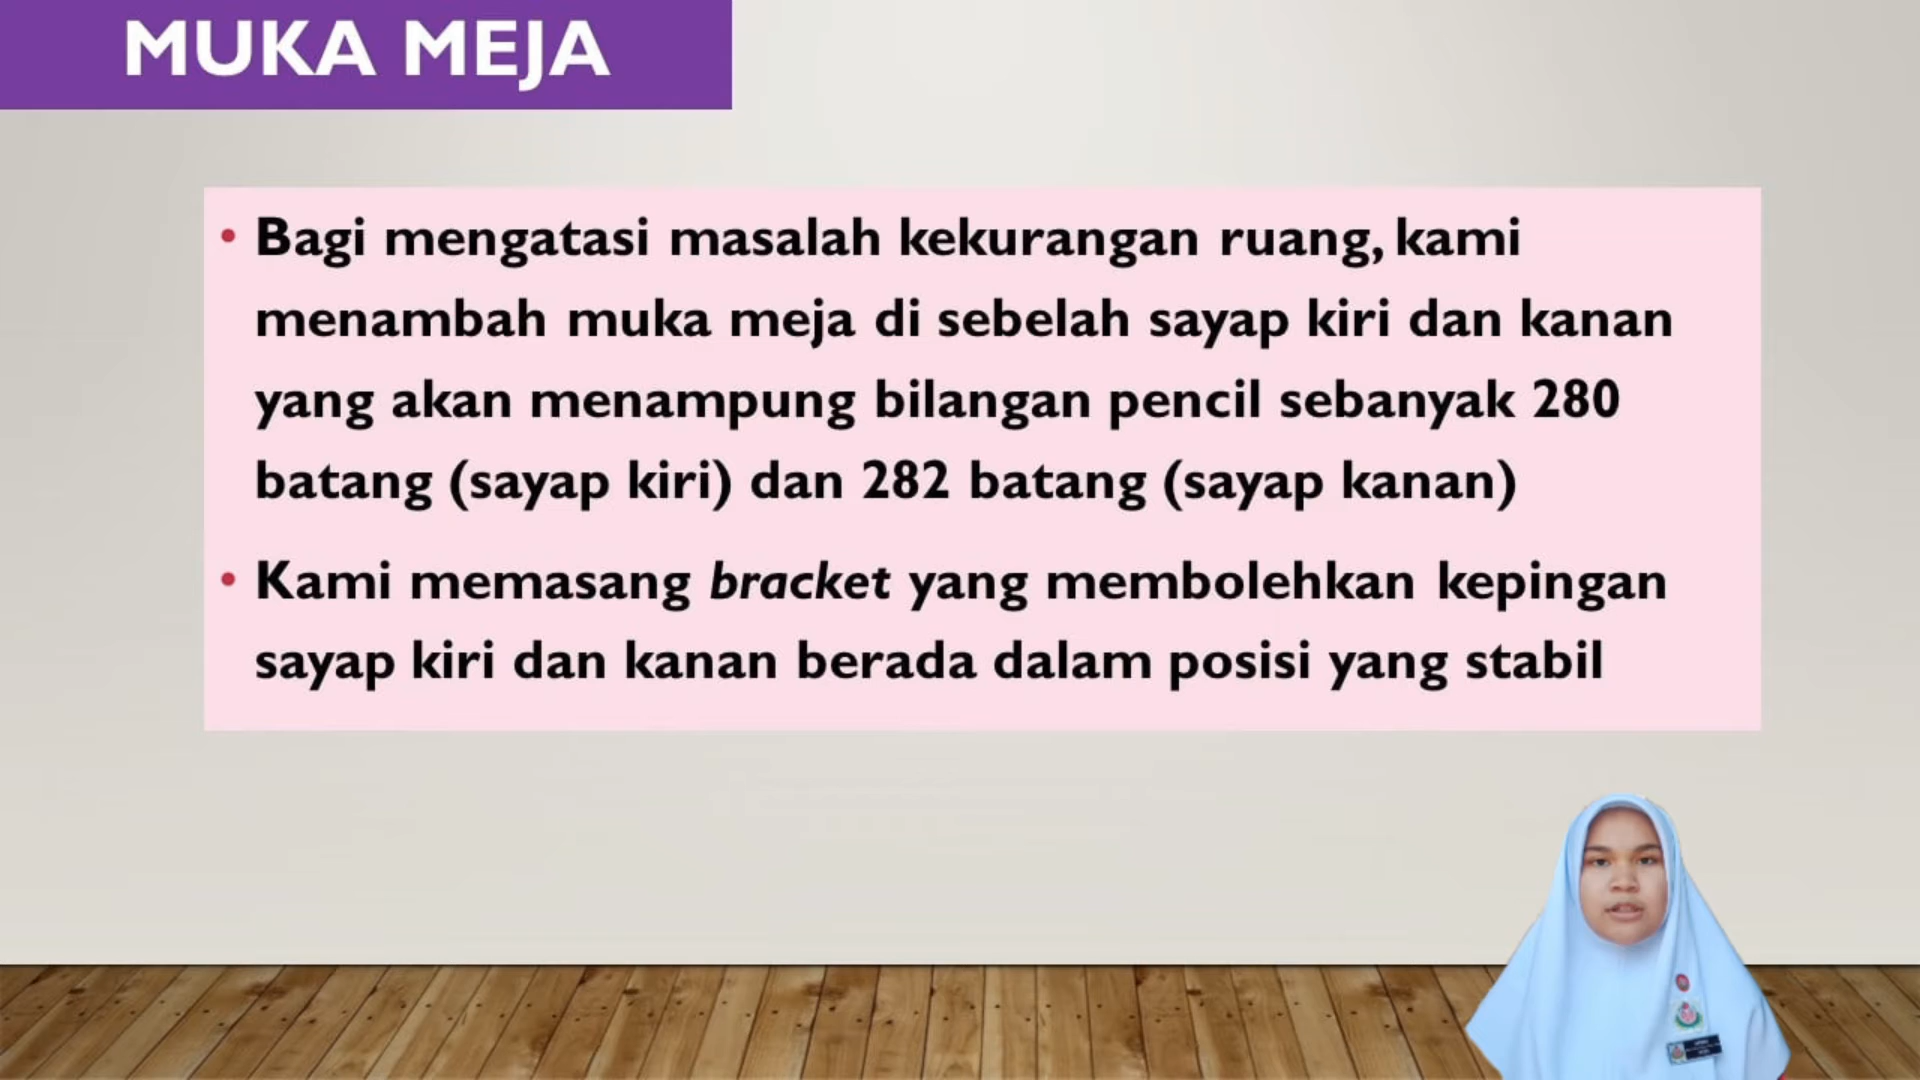 MUKA MEJA
• Bagi mengatasi masalah kekurangan ruang, kami
menambah muka meja di sebelah sayap kiri dan kanan
yang akan menampung bilangan pencil sebanyak 280
batang (sayap kiri) dan 282 batang (sayap kanan)
• Kami memasang bracket yang membolehkan kepingan
sayap kiri dan kanan berada dalam posisi yang stabil